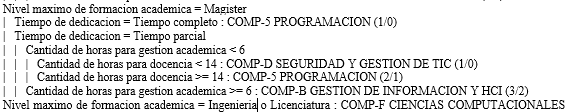 Nivel maximo de formacion academica = Magister
| Tiempo de dedicacion = Tiempo completo : COMP-5 PROGRAMACION (1/0)
| Tiempo de dedicacion = Tiempo parcial
| | Cantidad de horas para gestion academica < 6
| | | Cantidad de horas para docencia < 14 : COMP-D SEGURIDAD Y GESTION DE TIC (1/0)
| | | Cantidad de horas para docencia >= 14 : COMP-5 PROGRAMACION (2/1)
| | Cantidad de horas para gestion academica >= 6 : COMP-B GESTION DE INFORMACION Y HCI (3/2)
Nivel maximo de formacion academica = Ingenieria o Licenciatura : COMP-F CIENCIAS COMPUTACIONALES